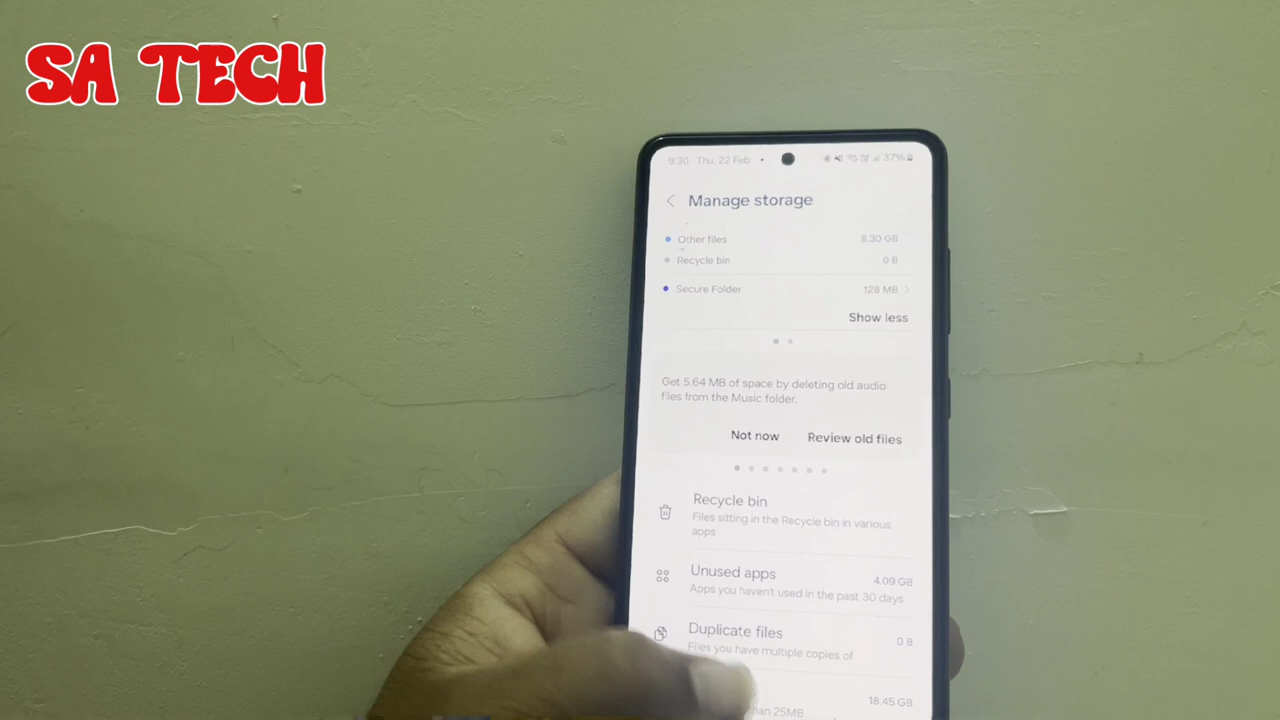 SA TECH
9:30 Thu, 22 Feb • 37%
Manage storage
Other files 8.30 GB
Recycle bin 0 B
Secure Folder 128 MB
Show less
Get 5.64 MB of space by deleting old audio
files from the Music folder.
Not now Review old files
Recycle bin
Files sitting in the Recycle bin in various
apps
Unused apps 4.09 GB
Apps you haven't used in the past 30 days
Duplicate files 0 B
Files you have multiple copies of
18.45 GB
than 25MB